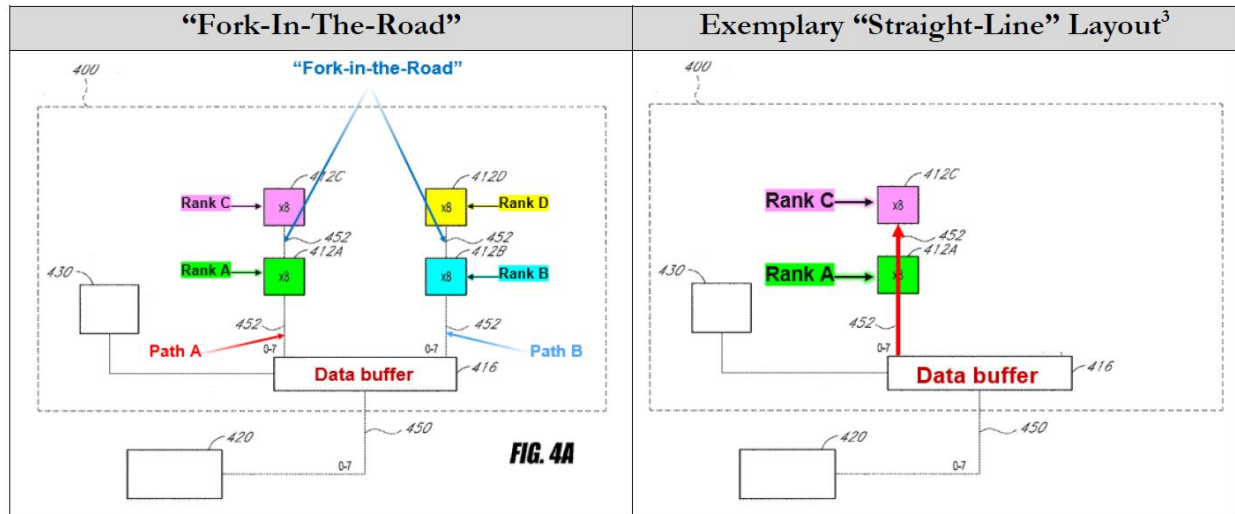 “Fork-In-The-Road”
“Fork-in-the-Road”
400
412C
412D
Rank C
x8
x8
Rank D
452
452
412A
412B
430
Rank A
x8
x8
Rank B
452
452
Path A
0-7
0-7
Path B
Data buffer
416
450
420
0-7
FIG. 4A
Exemplary “Straight-Line” Layout3
400
412C
Rank C
x8
452
412A
430
Rank A
x8
452
0-7
Data buffer
416
450
420
0-7